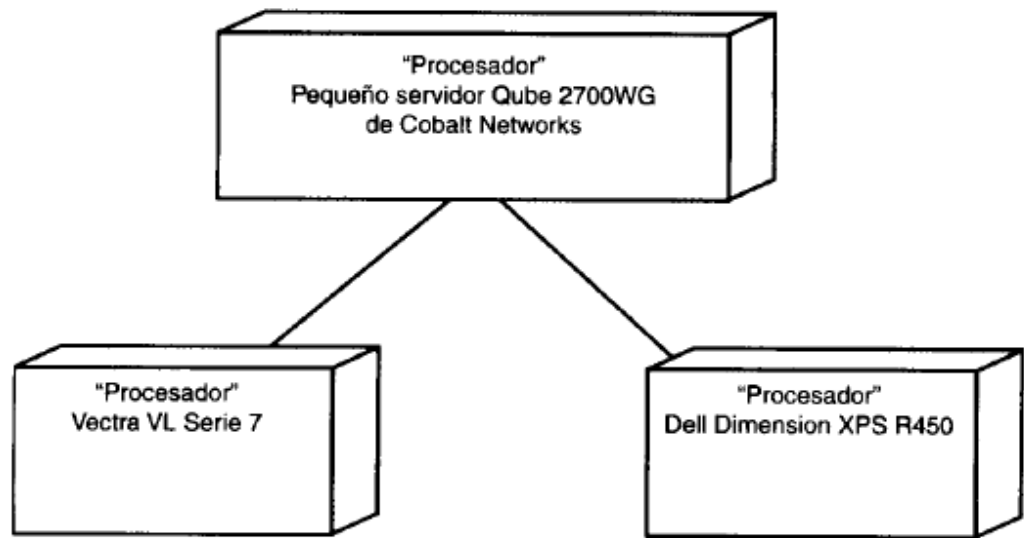 “Procesador”
Pequeño servidor Qube 2700WG
de Cobalt Networks
“Procesador”
Vectra VL Serie 7
“Procesador”
Dell Dimension XPS R450